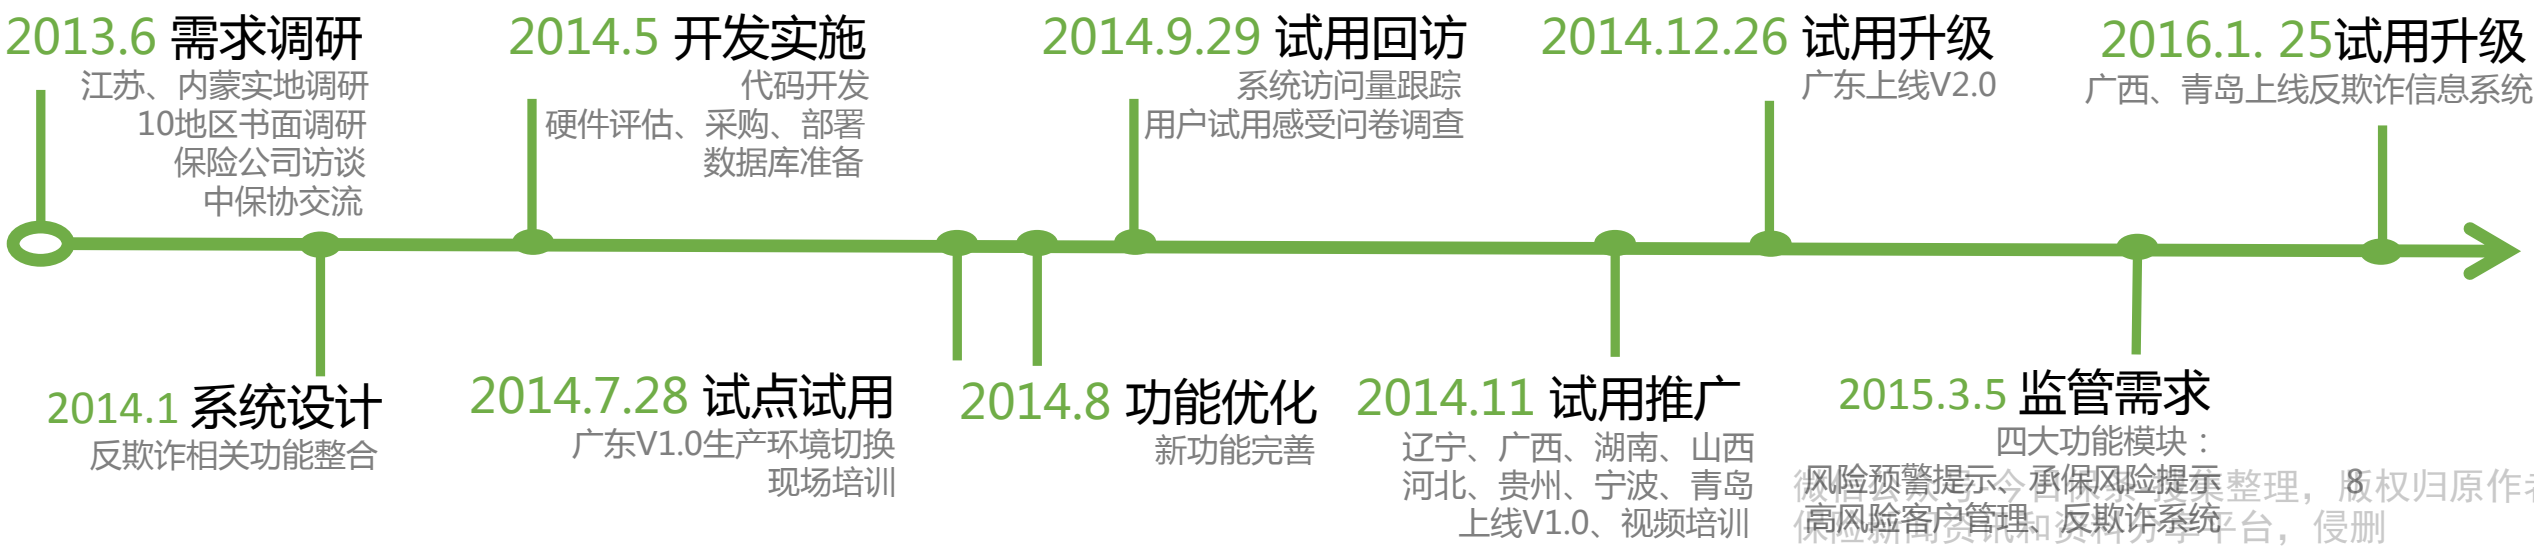 2013.6 需求调研
江苏、内蒙实地调研
10地区书面调研
保险公司访谈
中保协交流
2014.5 开发实施
代码开发
硬件评估、采购、部署
数据库准备
2014.9.29 试用回访
系统访问量跟踪
用户试用感受问卷调查
2014.12.26 试用升级
广东上线V2.0
2016.1. 25试用升级
广西、青岛上线反欺诈信息系统
2014.1 系统设计
反欺诈相关功能整合
2014.7.28 试点试用
广东V1.0生产环境切换
现场培训
2014.8 功能优化
新功能完善
2014.11 试用推广
辽宁、广西、湖南、山西
河北、贵州、宁波、青岛
上线V1.0、视频培训
2015.3.5 监管需求
四大功能模块：
风险预警提示、承保风险提示
高风险客户管理、反欺诈系统
8
整理，版权归原作者
平台，侵删